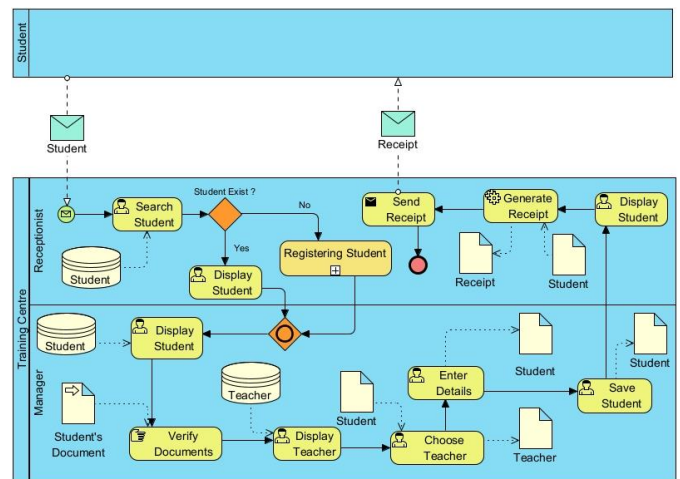 Student
Student
Receipt
Training Centre
Receptionist
Search
Student
Student Exist ?
No
Yes
Student
Display
Student
Registering Student
Send
Receipt
Generate
Receipt
Display
Student
Receipt
Student
Manager
Student
Display
Student
Student's
Document
Verify
Documents
Teacher
Display
Teacher
Student
Choose
Teacher
Enter
Details
Student
Teacher
Save
Student
Student